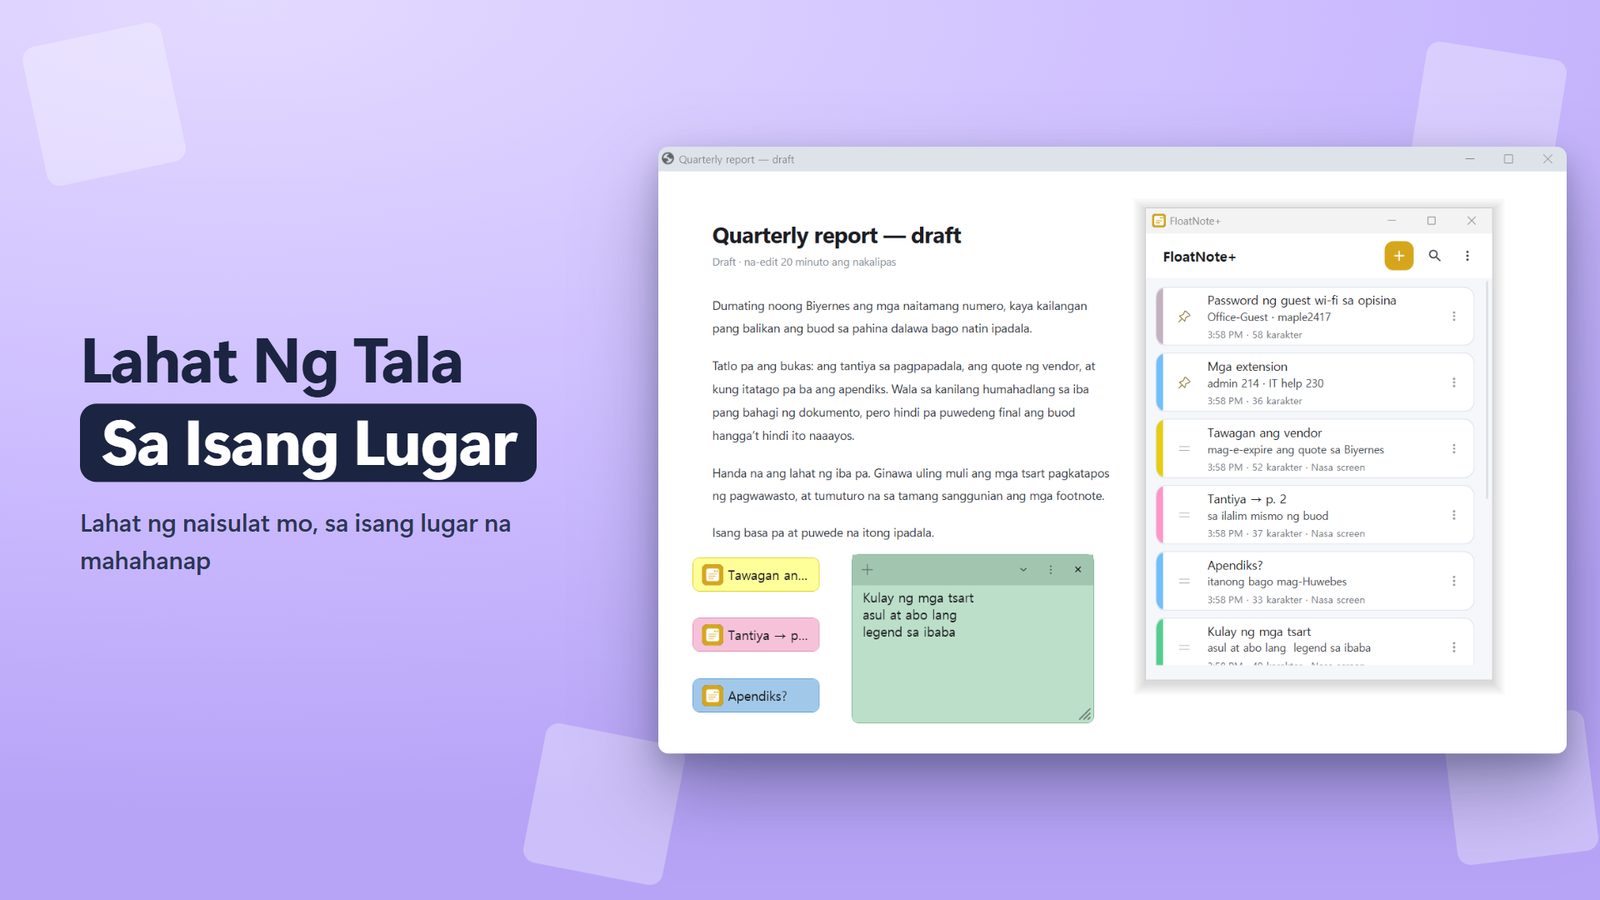 Lahat Ng Tala
Sa Isang Lugar
Lahat ng naisulat mo, sa isang lugar na
mahahanap
Quarterly report — draft
Quarterly report — draft
Draft · na-edit 20 minuto ang nakalipas
Dumating noong Biyernes ang mga naitamang numero, kaya kailangan
pang balikan ang buod sa pahina dalawa bago natin ipadala.
Tatlo pa ang bukas: ang tantiya sa pagpapadala, ang quote ng vendor, at
kung itatago pa ba ang apendiks. Wala sa kanilang humahadlang sa iba
pang bahagi ng dokumento, pero hindi pa puwedeng final ang buod
hangga't hindi ito naaayos.
Handa na ang lahat ng iba pa. Ginawa uling muli ang mga tsart pagkatapos
ng pagwawasto, at tumuturo na sa tamang sanggunian ang mga footnote.
Isang basa pa at puwede na itong ipadala.
Tawagan an...
Tantiya → p...
Apendiks?
Kulay ng mga tsart
asul at abo lang
legend sa ibaba
FloatNote+
FloatNote+
Password ng guest wi-fi sa opisina
Office-Guest · maple2417
3:58 PM · 58 karakter
Mga extension
admin 214 · IT help 230
3:58 PM · 36 karakter
Tawagan ang vendor
mag-e-expire ang quote sa Biyernes
3:58 PM · 52 karakter · Nasa screen
Tantiya → p. 2
sa ilalim mismo ng buod
3:58 PM · 37 karakter · Nasa screen
Apendiks?
itanong bago mag-Huwebes
3:58 PM · 33 karakter · Nasa screen
Kulay ng mga tsart
asul at abo lang legend sa ibaba